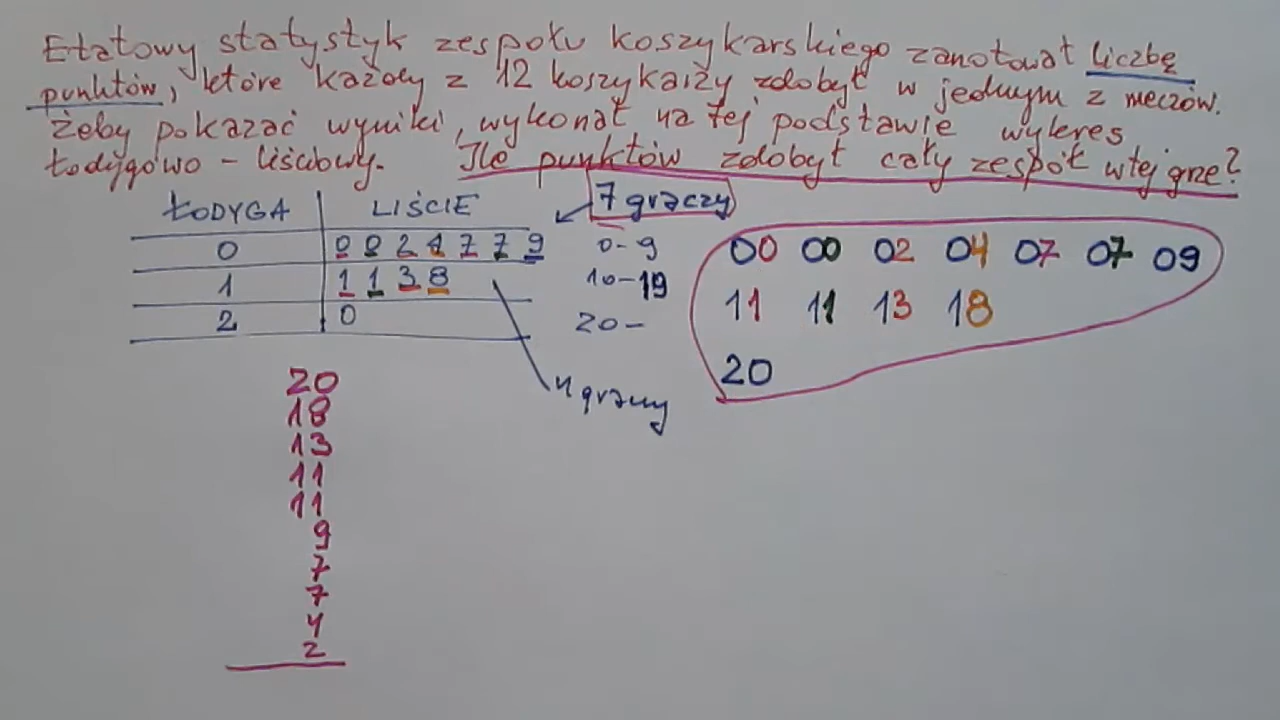 Etatowy statystyk zespołu koszykarskiego zanotował liczbę
punktów, które każdy z 12 koszykarzy zdobył w jednym z meczów.
Żeby pokazać wyniki, wykonał na tej podstawie wykres
łodygowo-liściowy. Ile punktów zdobył cały zespół w tej grze?
ŁODYGA LIŚCIE 7 graczy
0 0 0 2 4 7 7 9 0-9 00 00 02 04 07 07 09
1 1 1 3 8 10-19 11 11 13 18
2 0 20- 20
4 graczy
20
18
13
11
11
9
7
7
4
2